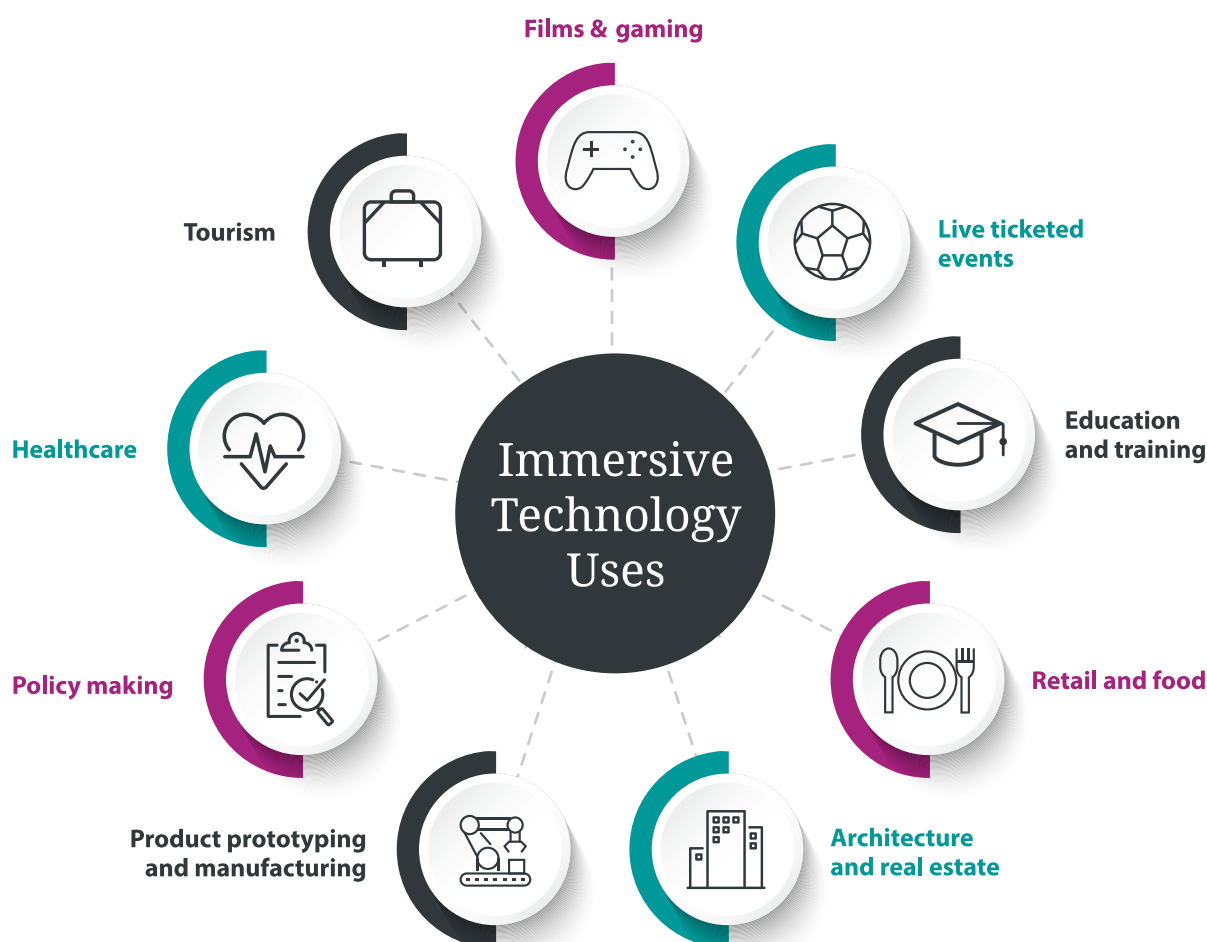 Films & gaming
Live ticketed
events
Education
and training
Retail and food
Architecture
and real estate
Product prototyping
and manufacturing
Policy making
Healthcare
Tourism
Immersive
Technology
Uses